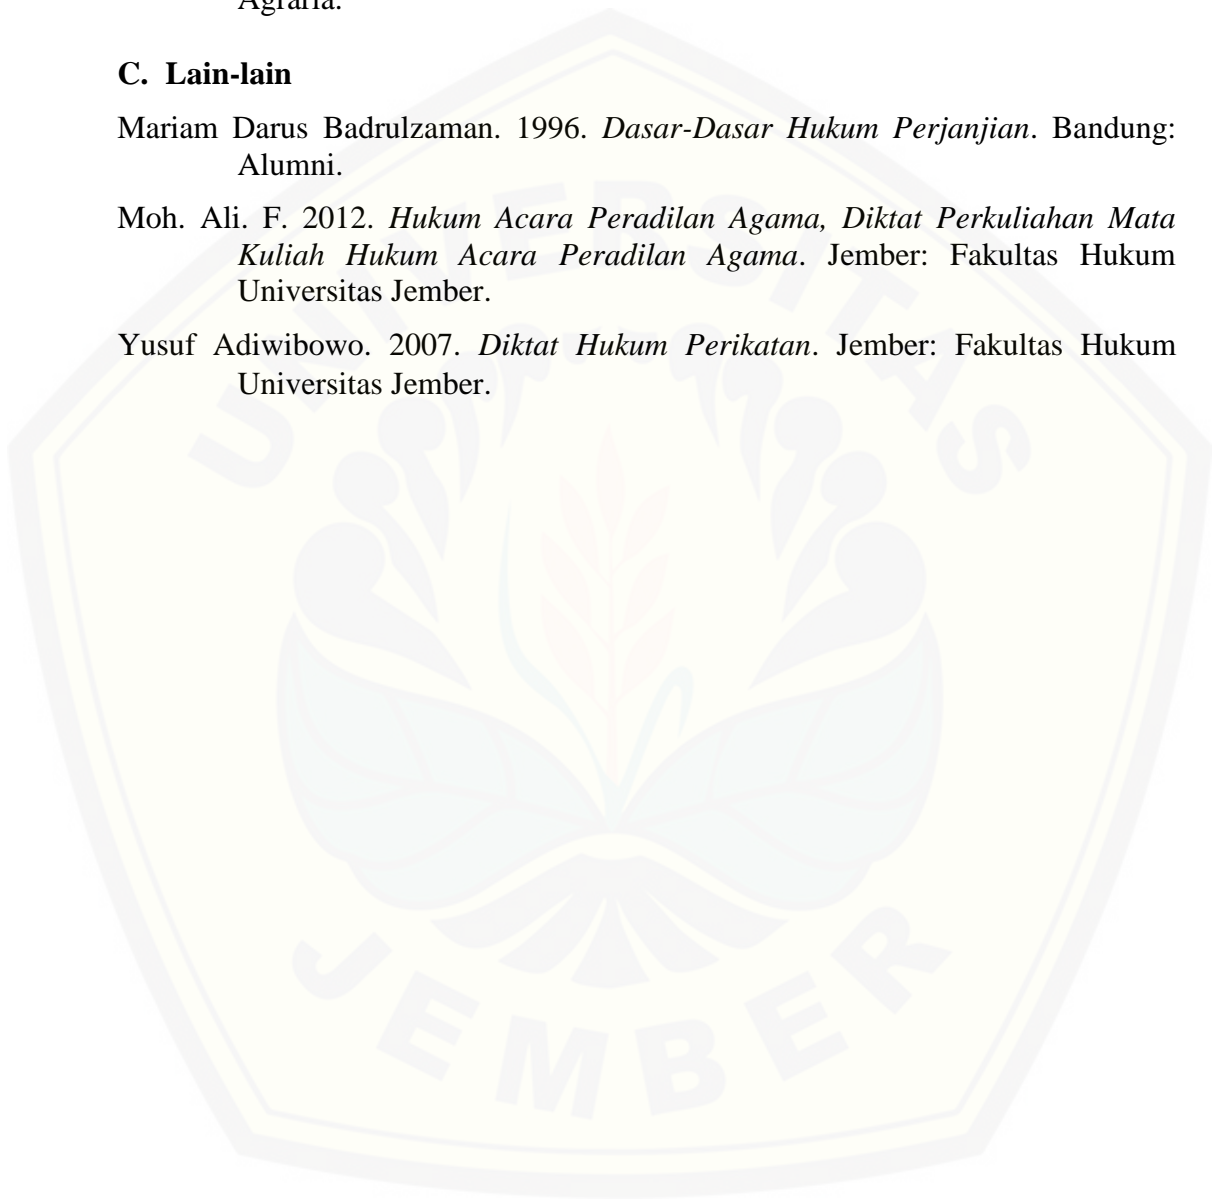 Agraria.
C. Lain-lain
Mariam Darus Badrulzaman. 1996. Dasar-Dasar Hukum Perjanjian. Bandung:
Alumni.
Moh. Ali. F. 2012. Hukum Acara Peradilan Agama, Diktat Perkuliahan Mata
Kuliah Hukum Acara Peradilan Agama. Jember: Fakultas Hukum
Universitas Jember.
Yusuf Adiwibowo. 2007. Diktat Hukum Perikatan. Jember: Fakultas Hukum
Universitas Jember.
UNIVERSITAS
JEMBER